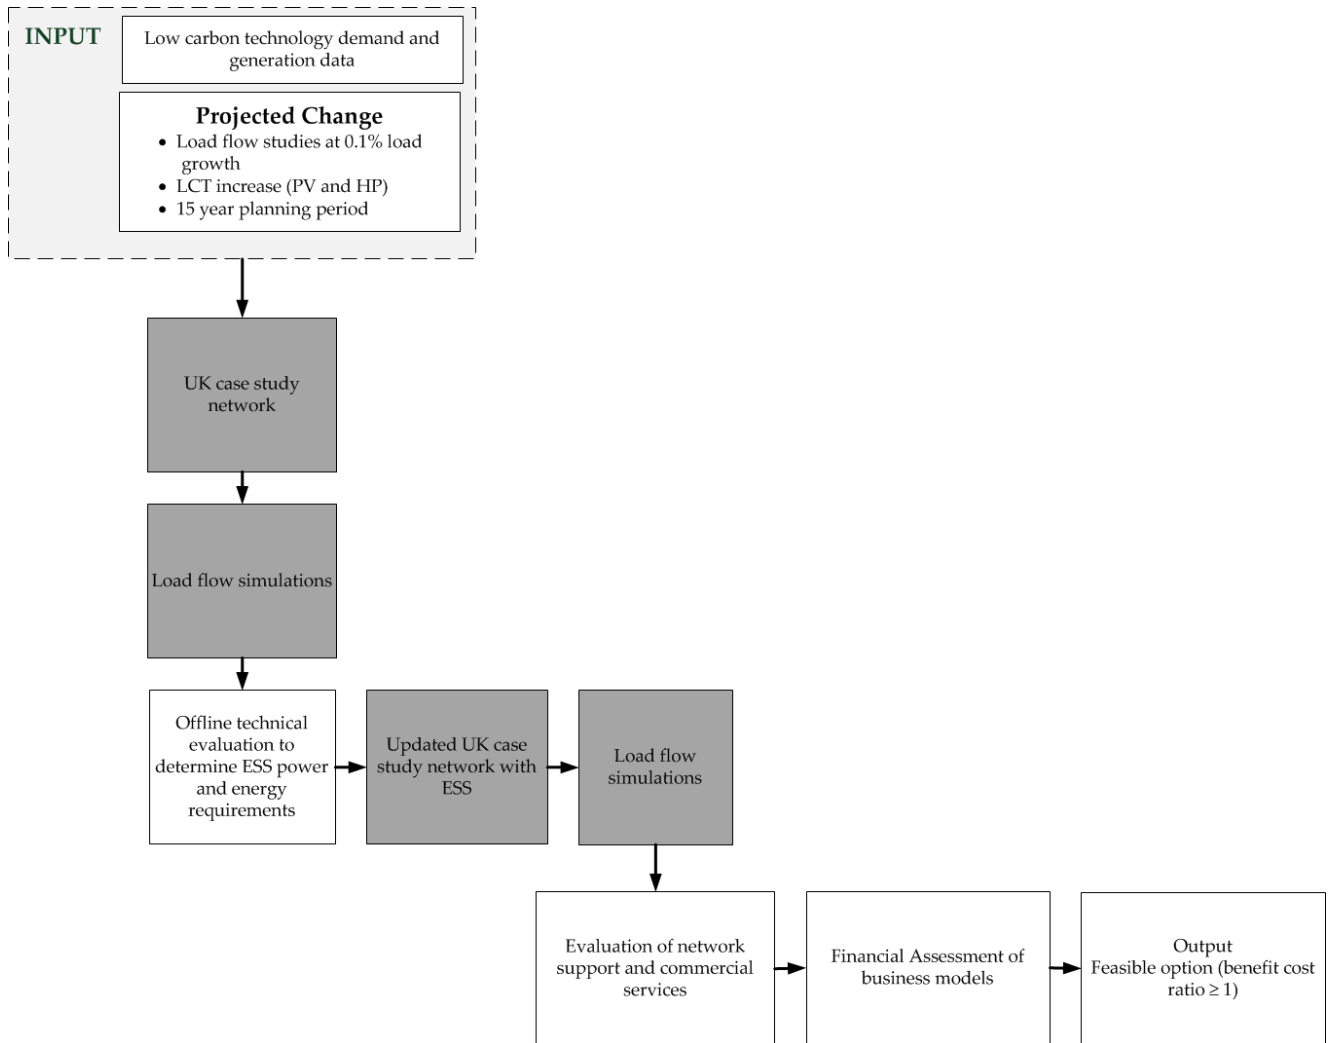 INPUT
Low carbon technology demand and
generation data
Projected Change
• Load flow studies at 0.1% load
growth
• LCT increase (PV and HP)
• 15 year planning period
UK case study
network
Load flow simulations
Offline technical
evaluation to
determine ESS power
and energy
requirements
Updated UK case
study network with
ESS
Load flow
simulations
Evaluation of network
support and commercial
services
Financial Assessment of
business models
Output
Feasible option (benefit cost
ratio ≥ 1)